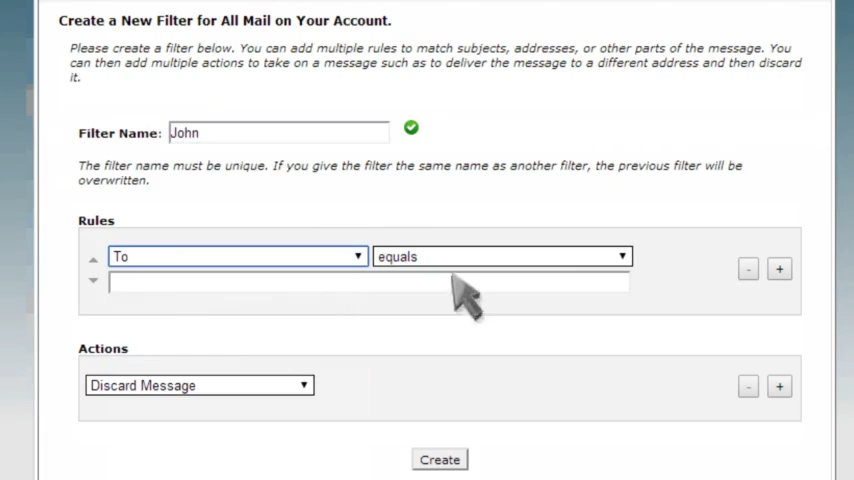 Create a New Filter for All Mail on Your Account.
Please create a filter below. You can add multiple rules to match subjects, addresses, or other parts of the message. You
can then add multiple actions to take on a message such as to deliver the message to a different address and then discard
it.
Filter Name: John
The filter name must be unique. If you give the filter the same name as another filter, the previous filter will be
overwritten.
Rules
To equals
- +
Actions
Discard Message - +
Create